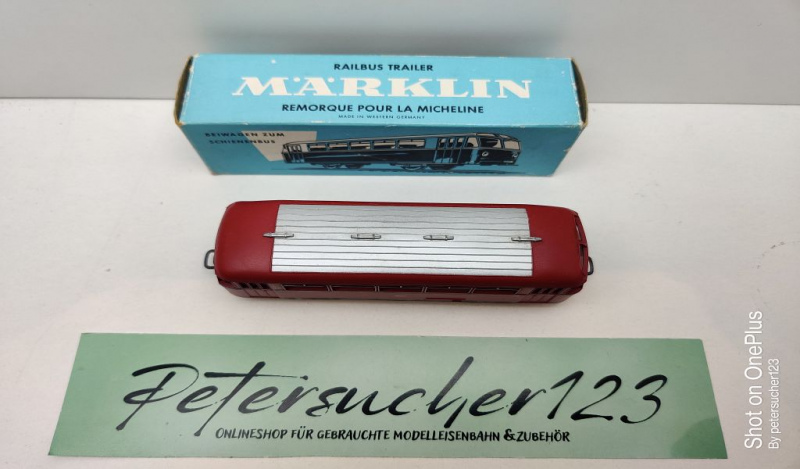 RAILBUS TRAILER
MÄRKLIN
REMORQUE POUR LA MICHELINE
MADE IN WESTERN GERMANY
BEIWAGEN ZUM
SCHIENENBUS
Petersucher123
ONLINESHOP FÜR GEBRAUCHTE MODELLEISENBAHN & ZUBEHÖR
Shot on OnePlus
By petersucher123